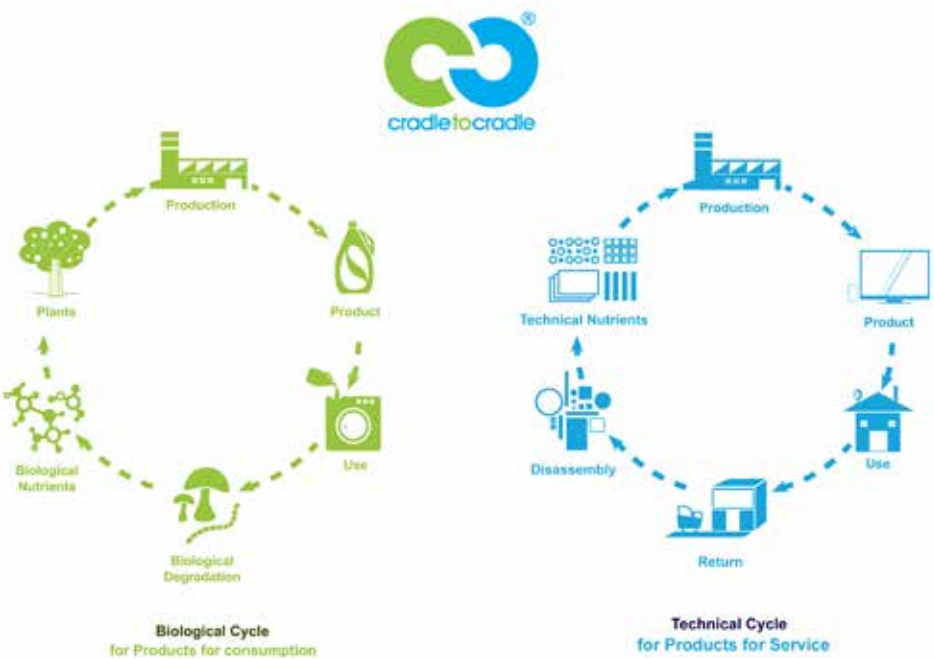 ®
cradletocradle
Production
Product
Use
Biological
Degradation
Biological
Nutrients
Plants
Biological Cycle
for Products for consumption
Production
Product
Use
Return
Disassembly
Technical Nutrients
Technical Cycle
for Products for Service